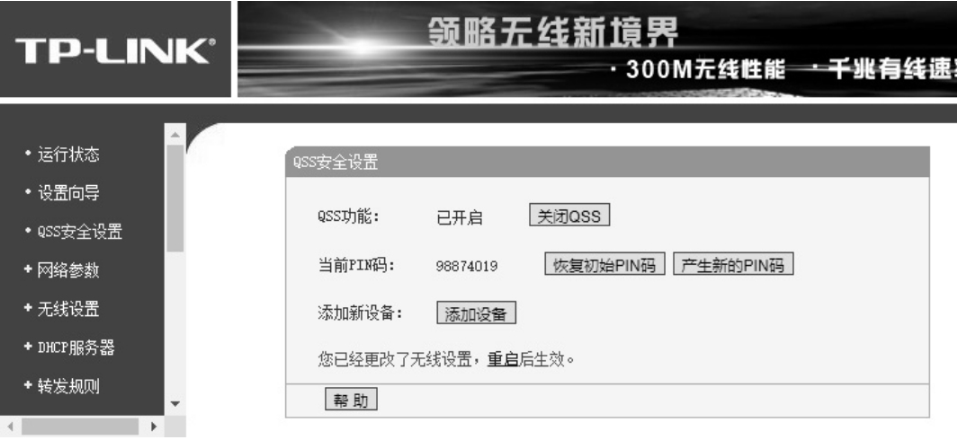 TP-LINK®
领略无线新境界
·300M无线性能 ·千兆有线速
• 运行状态
• 设置向导
• QSS安全设置
+ 网络参数
+ 无线设置
+ DHCP服务器
+ 转发规则
QSS安全设置
QSS功能: 已开启 关闭QSS
当前PIN码: 98874019 恢复初始PIN码 产生新的PIN码
添加新设备: 添加设备
您已经更改了无线设置，重启后生效。
帮 助